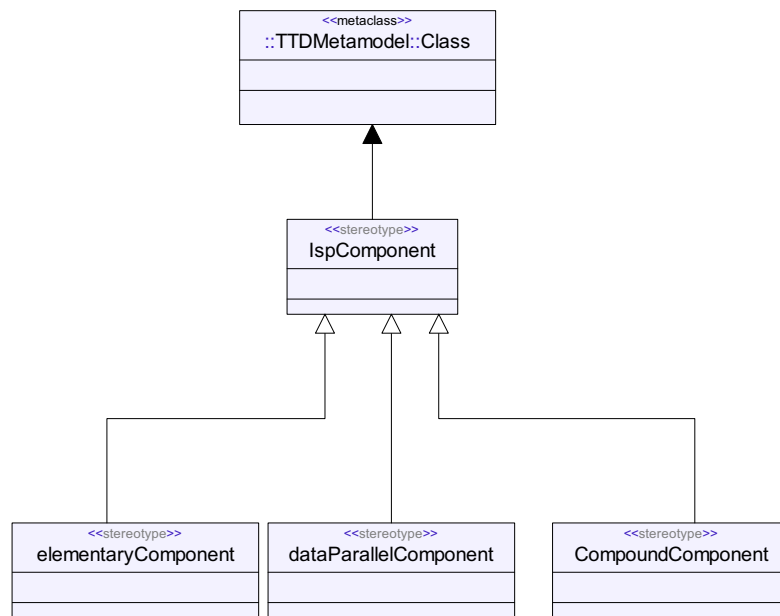 <<metaclass>>
::TTDMetamodel::Class
<<stereotype>>
IspComponent
<<stereotype>>
elementaryComponent
<<stereotype>>
dataParallelComponent
<<stereotype>>
CompoundComponent